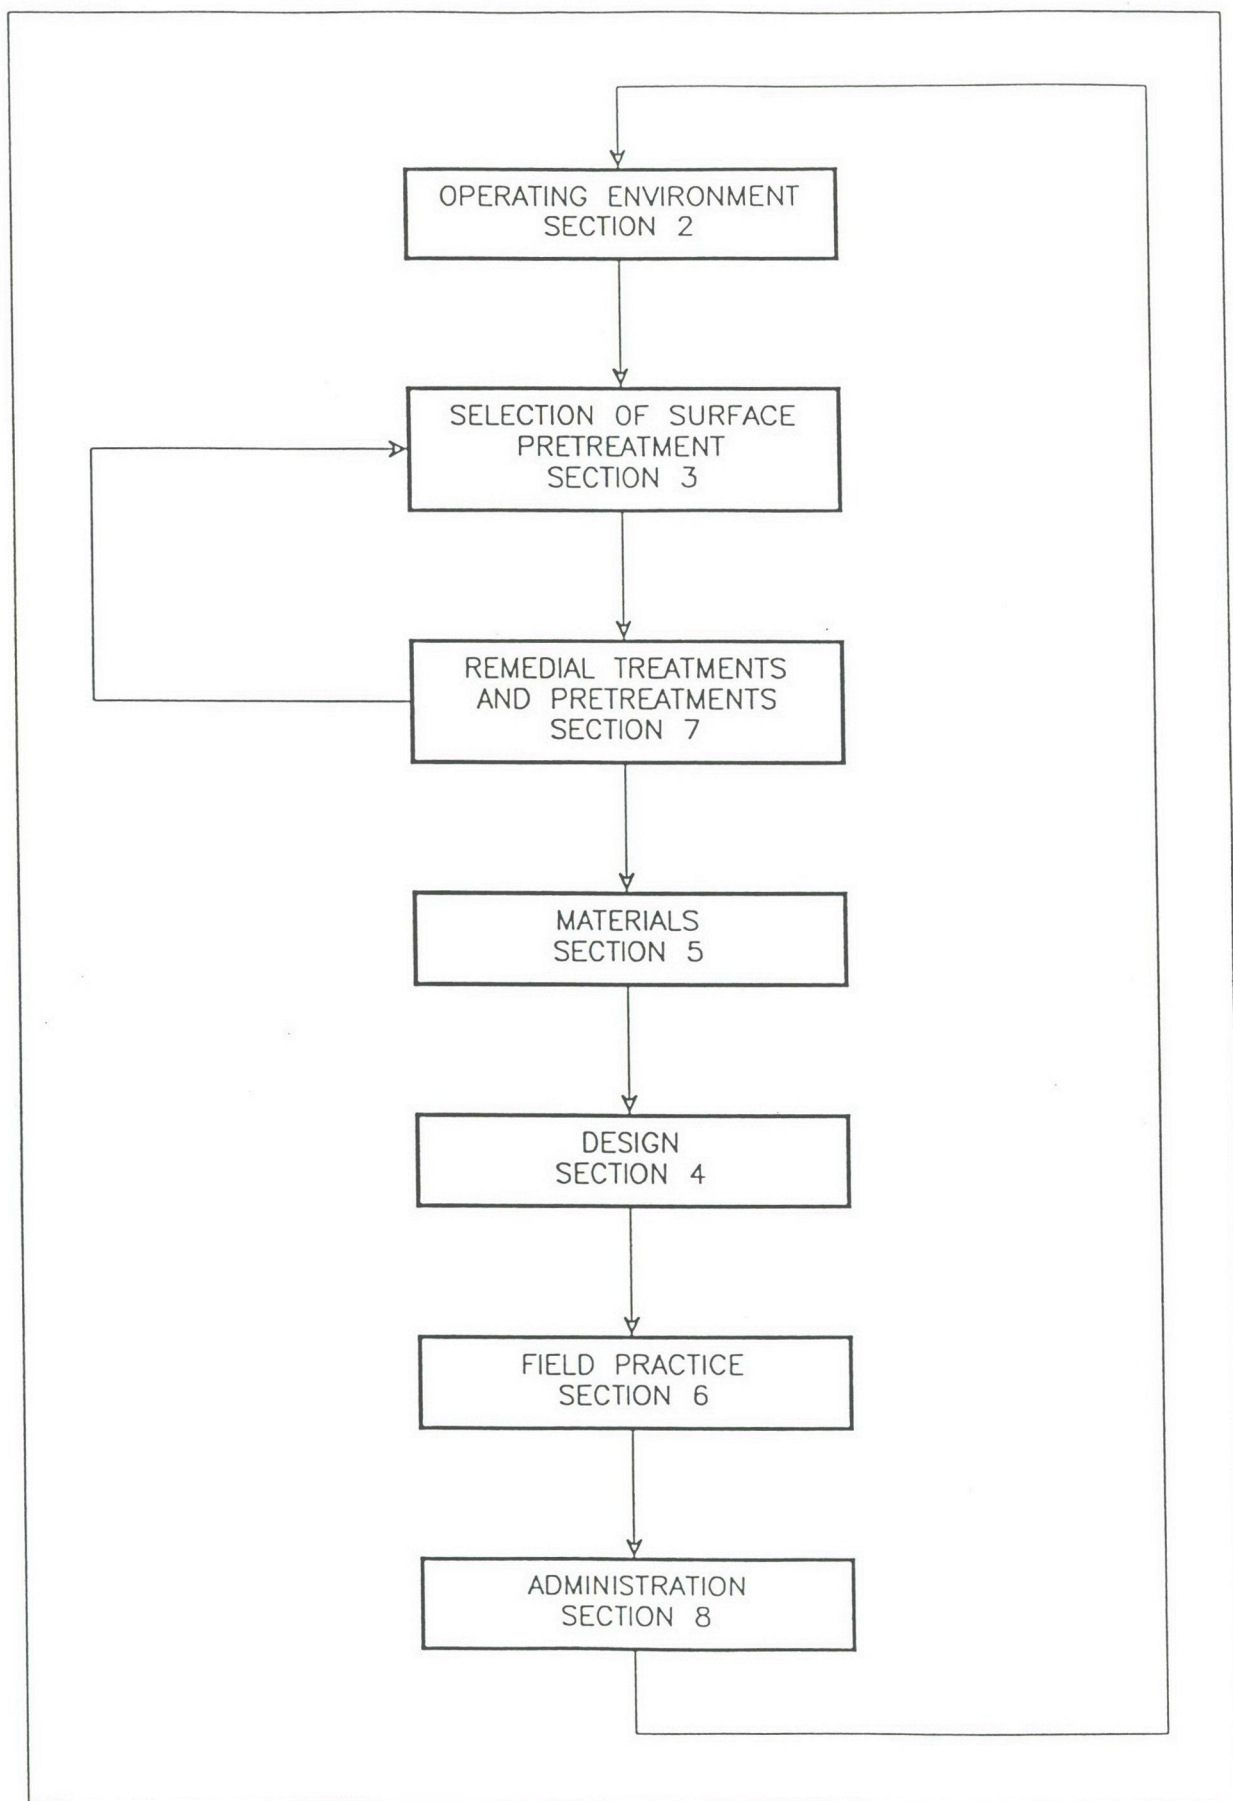 OPERATING ENVIRONMENT
SECTION 2
SELECTION OF SURFACE
PRETREATMENT
SECTION 3
REMEDIAL TREATMENTS
AND PRETREATMENTS
SECTION 7
MATERIALS
SECTION 5
DESIGN
SECTION 4
FIELD PRACTICE
SECTION 6
ADMINISTRATION
SECTION 8